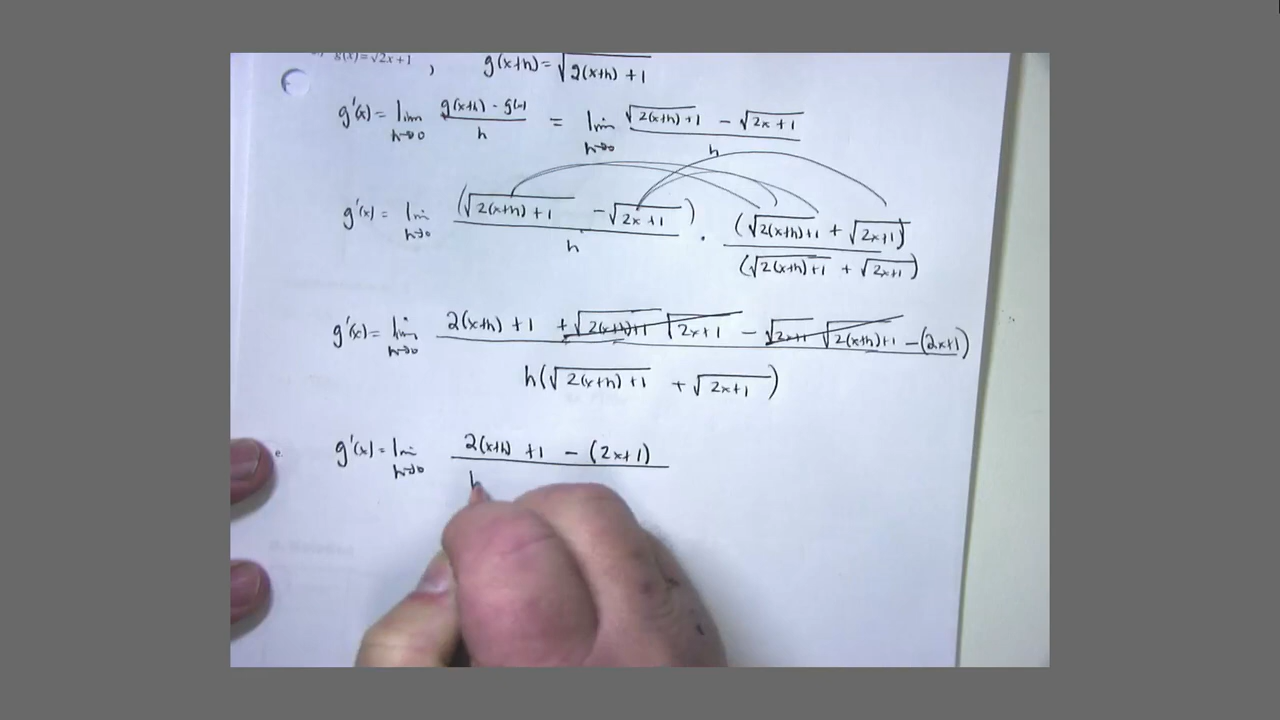 g(x)=√2x+1 , g(x+h)=√2(x+h)+1
g'(x)= lim h→0 g(x+h) - g(x) / h = lim h→0 √2(x+h)+1 - √2x+1 / h
g'(x)= lim h→0 (√2(x+h)+1 - √2x+1) / h · (√2(x+h)+1 + √2x+1) / (√2(x+h)+1 + √2x+1)
g'(x)= lim h→0 2(x+h)+1 + √2(x+h)+1 √2x+1 - √2x+1 √2(x+h)+1 - (2x+1) / h(√2(x+h)+1 + √2x+1)
e.
g'(x)= lim h→0 2(x+h)+1 - (2x+1) / h